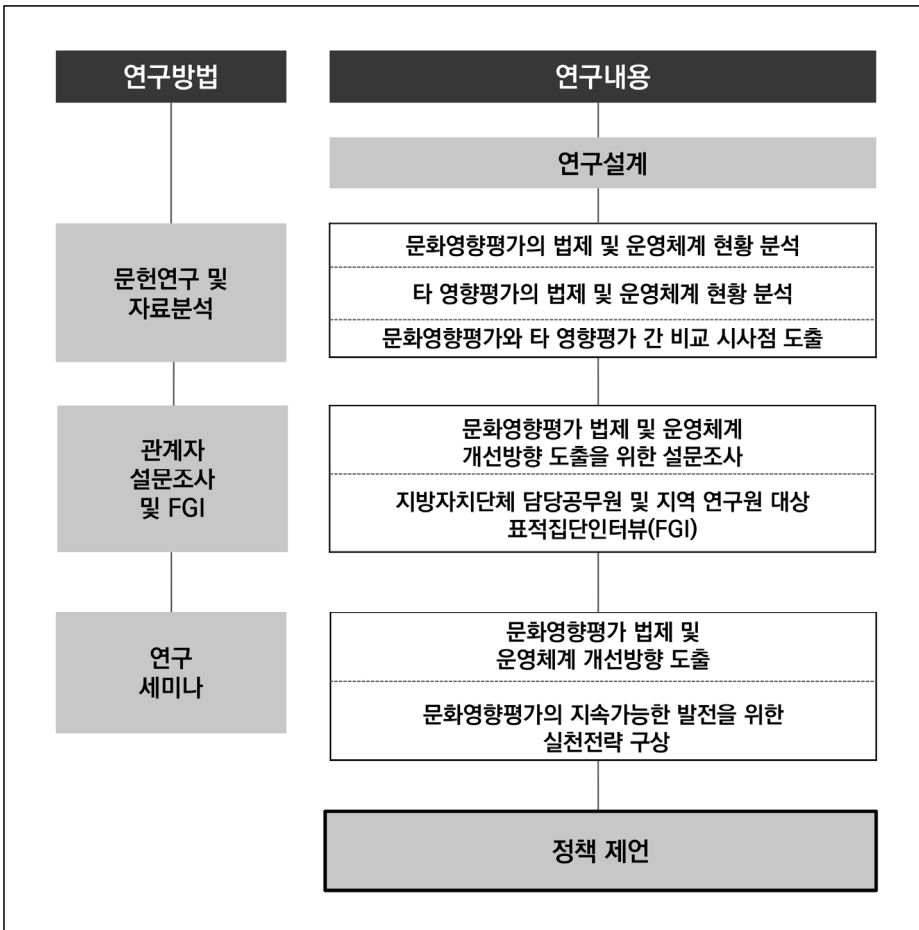 연구방법
연구내용
연구설계
문헌연구 및
자료분석
문화영향평가의 법제 및 운영체계 현황 분석
타 영향평가의 법제 및 운영체계 현황 분석
문화영향평가와 타 영향평가 간 비교 시사점 도출
관계자
설문조사
및 FGI
문화영향평가 법제 및 운영체계
개선방향 도출을 위한 설문조사
지방자치단체 담당공무원 및 지역 연구원 대상
표적집단인터뷰(FGI)
연구
세미나
문화영향평가 법제 및
운영체계 개선방향 도출
문화영향평가의 지속가능한 발전을 위한
실천전략 구상
정책 제언